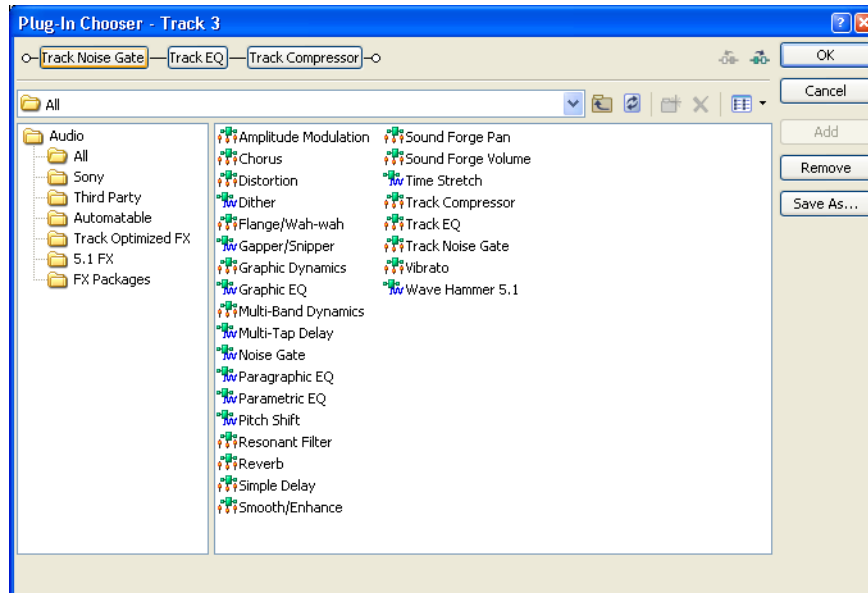 Plug-In Chooser - Track 3
Track Noise Gate
Track EQ
Track Compressor
OK
Cancel
Add
Remove
Save As...
All
Audio
All
Sony
Third Party
Automatable
Track Optimized FX
5.1 FX
FX Packages
Amplitude Modulation
Chorus
Distortion
Dither
Flange/Wah-wah
Gapper/Snipper
Graphic Dynamics
Graphic EQ
Multi-Band Dynamics
Multi-Tap Delay
Noise Gate
Paragraphic EQ
Parametric EQ
Pitch Shift
Resonant Filter
Reverb
Simple Delay
Smooth/Enhance
Sound Forge Pan
Sound Forge Volume
Time Stretch
Track Compressor
Track EQ
Track Noise Gate
Vibrato
Wave Hammer 5.1